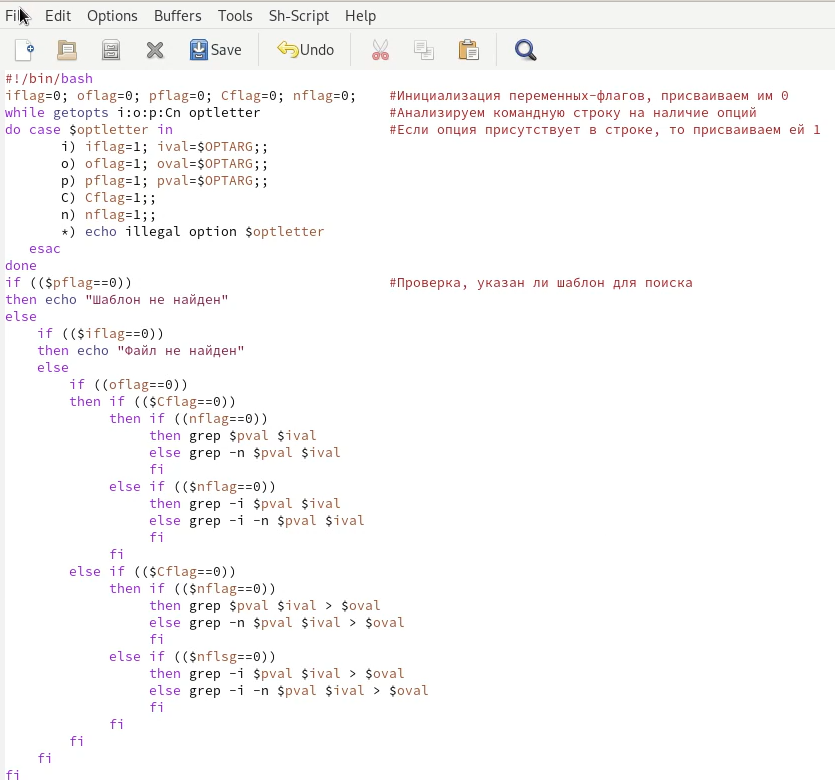 File Edit Options Buffers Tools Sh-Script Help
Save Undo
#!/bin/bash
iflag=0; oflag=0; pflag=0; Cflag=0; nflag=0; #Инициализация переменных-флагов, присваиваем им 0
while getopts i:o:p:Cn optletter #Анализируем командную строку на наличие опций
do case $optletter in #Если опция присутствует в строке, то присваиваем ей 1
i) iflag=1; ival=$OPTARG;;
o) oflag=1; oval=$OPTARG;;
p) pflag=1; pval=$OPTARG;;
C) Cflag=1;;
n) nflag=1;;
*) echo illegal option $optletter
esac
done
if (($pflag==0)) #Проверка, указан ли шаблон для поиска
then echo "Шаблон не найден"
else
if (($iflag==0))
then echo "Файл не найден"
else
if ((oflag==0))
then if (($Cflag==0))
then if ((nflag==0))
then grep $pval $ival
else grep -n $pval $ival
fi
else if (($nflag==0))
then grep -i $pval $ival
else grep -i -n $pval $ival
fi
fi
else if (($Cflag==0))
then if (($nflag==0))
then grep $pval $ival > $oval
else grep -n $pval $ival > $oval
fi
else if (($nflsg==0))
then grep -i $pval $ival > $oval
else grep -i -n $pval $ival > $oval
fi
fi
fi
fi
fi